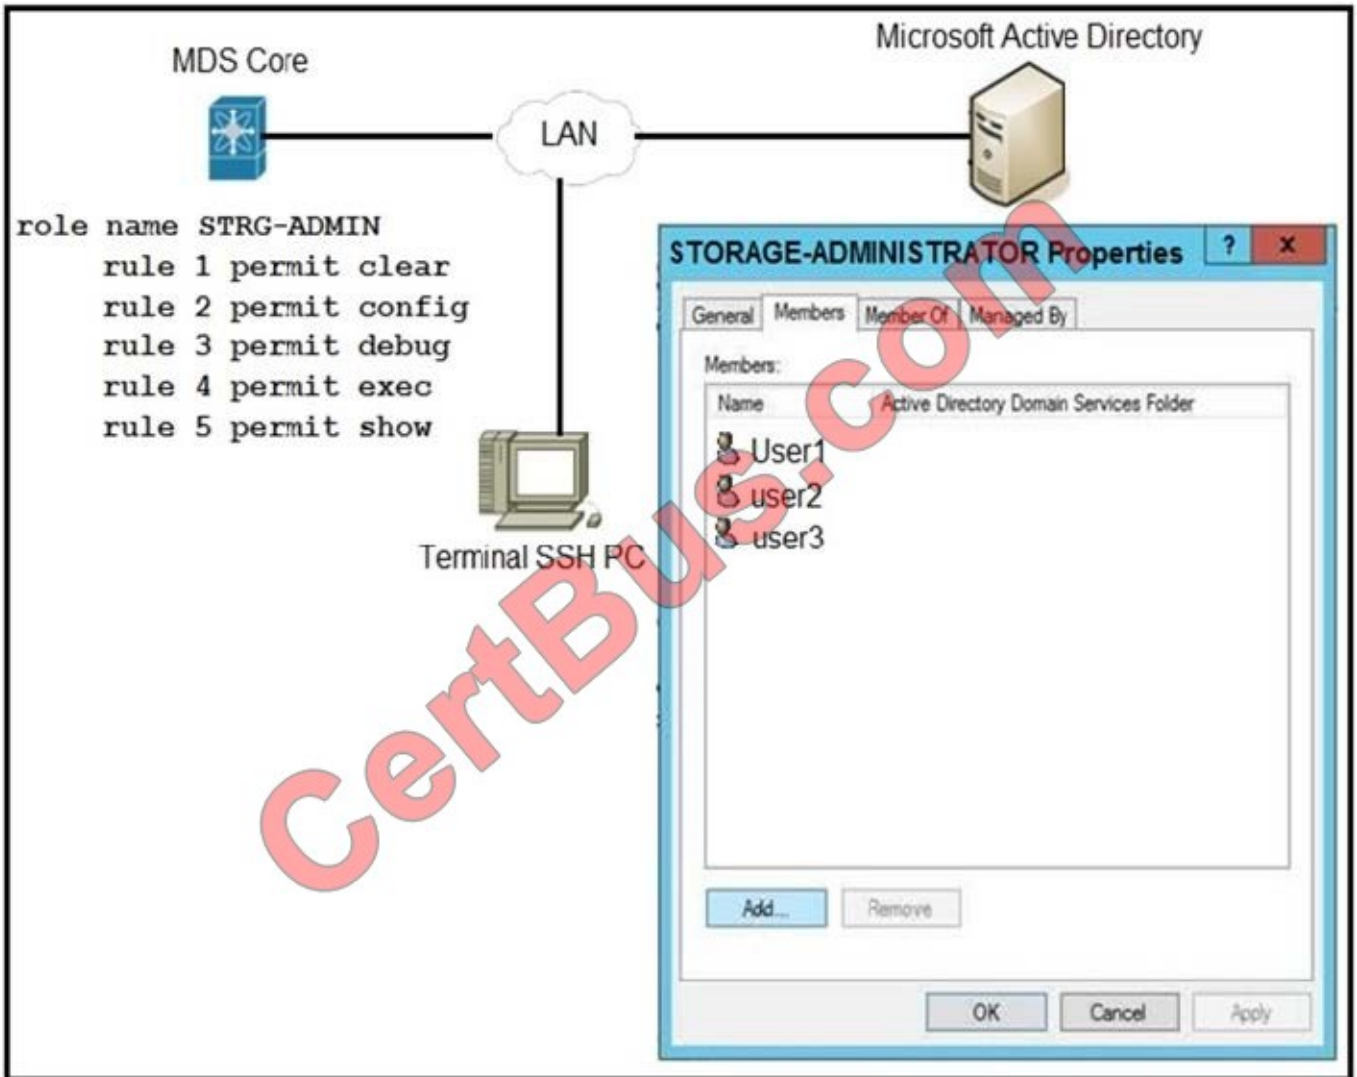 MDS Core
Microsoft Active Directory
LAN
role name STRG-ADMIN
rule 1 permit clear
rule 2 permit config
rule 3 permit debug
rule 4 permit exec
rule 5 permit show
Terminal SSH PC
STORAGE-ADMINISTRATOR Properties ? x
General Members Member Of Managed By
Members:
Name Active Directory Domain Services Folder
User1
user2
user3
Add... Remove
OK Cancel Apply
CertBus.com